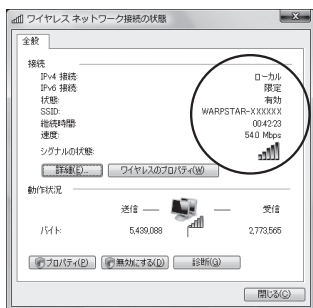 ワイヤレス ネットワーク接続の状態
全般
接続
IPv4 接続: ローカル
IPv6 接続: 限定
状態: 有効
SSID: WARPSTAR-XXXXXX
継続時間: 00:42:23
速度: 54.0 Mbps
シグナルの状態:
詳細(E)... ワイヤレスのプロパティ(W)
動作状況
送信 受信
バイト: 5,439,088 2,773,565
プロパティ(P) 無効にする(D) 診断(G)
閉じる(C)